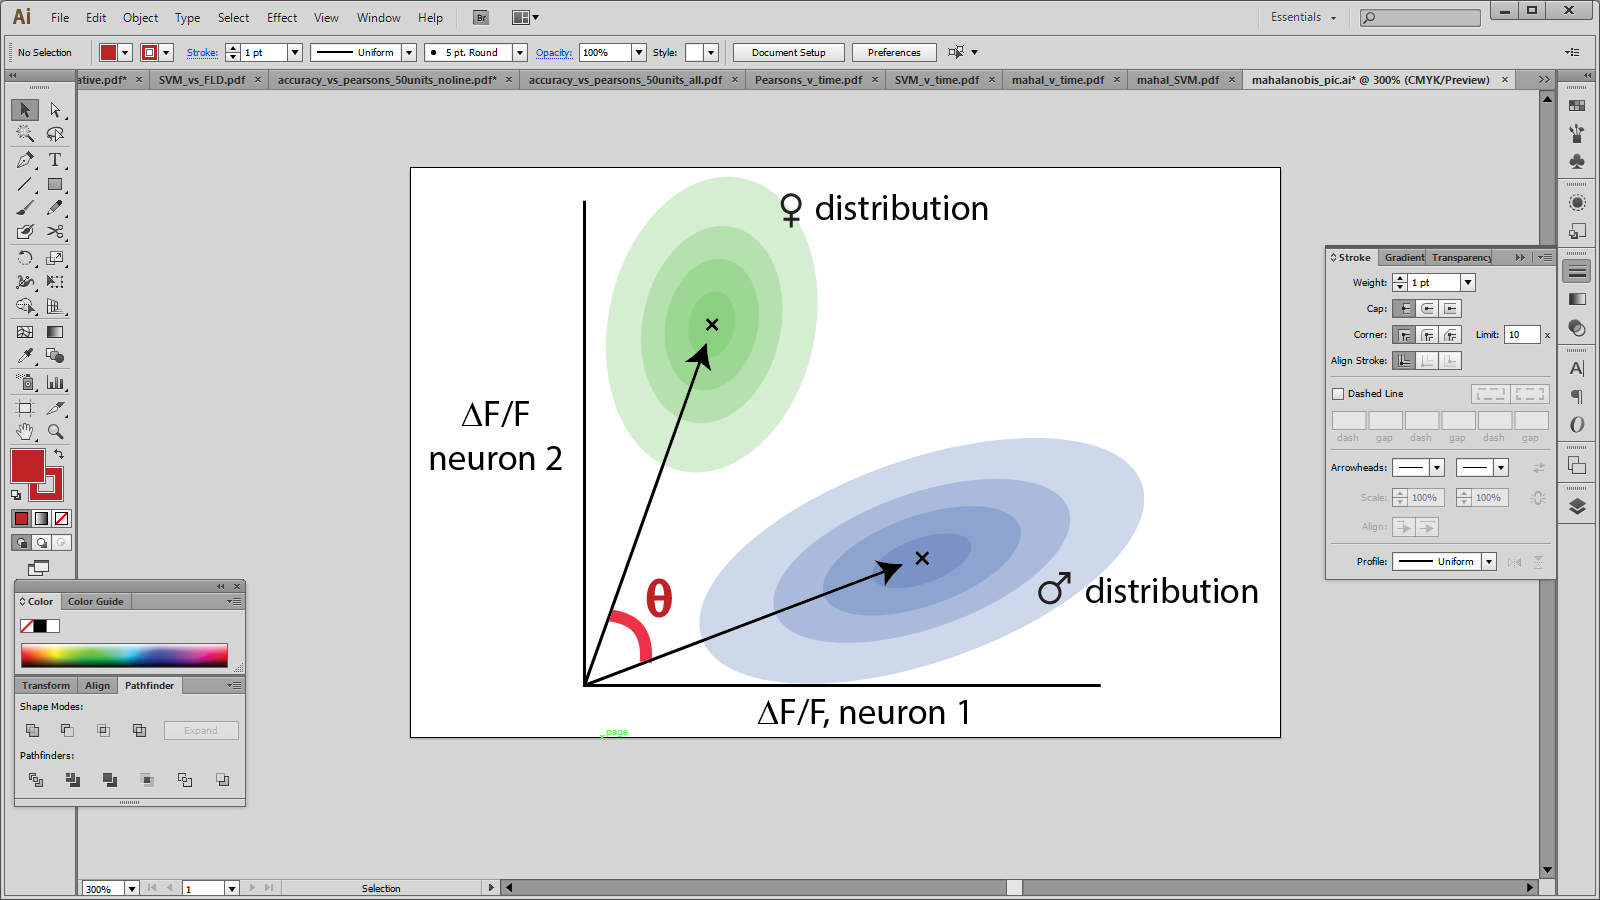 Ai File Edit Object Type Select Effect View Window Help Br Essentials
No Selection Stroke: 1 pt Uniform 5 pt. Round Opacity: 100% Style: Document Setup Preferences
ative.pdf* × SVM_vs_FLD.pdf × accuracy_vs_pearsons_50units_noline.pdf* × accuracy_vs_pearsons_50units_all.pdf × Pearsons_v_time.pdf × SVM_v_time.pdf × mahal_v_time.pdf × mahal_SVM.pdf × mahalanobis_pic.ai* @ 300% (CMYK/Preview) ×
♀ distribution
ΔF/F
neuron 2
θ
♂ distribution
ΔF/F, neuron 1
page
Stroke Gradient Transparency
Weight: 1 pt
Cap:
Corner: Limit: 10 x
Align Stroke:
Dashed Line
dash gap dash gap dash gap
Arrowheads:
Scale: 100% 100%
Align:
Profile: Uniform
Color Color Guide
Transform Align Pathfinder
Shape Modes:
Expand
Pathfinders:
300% 1 Selection